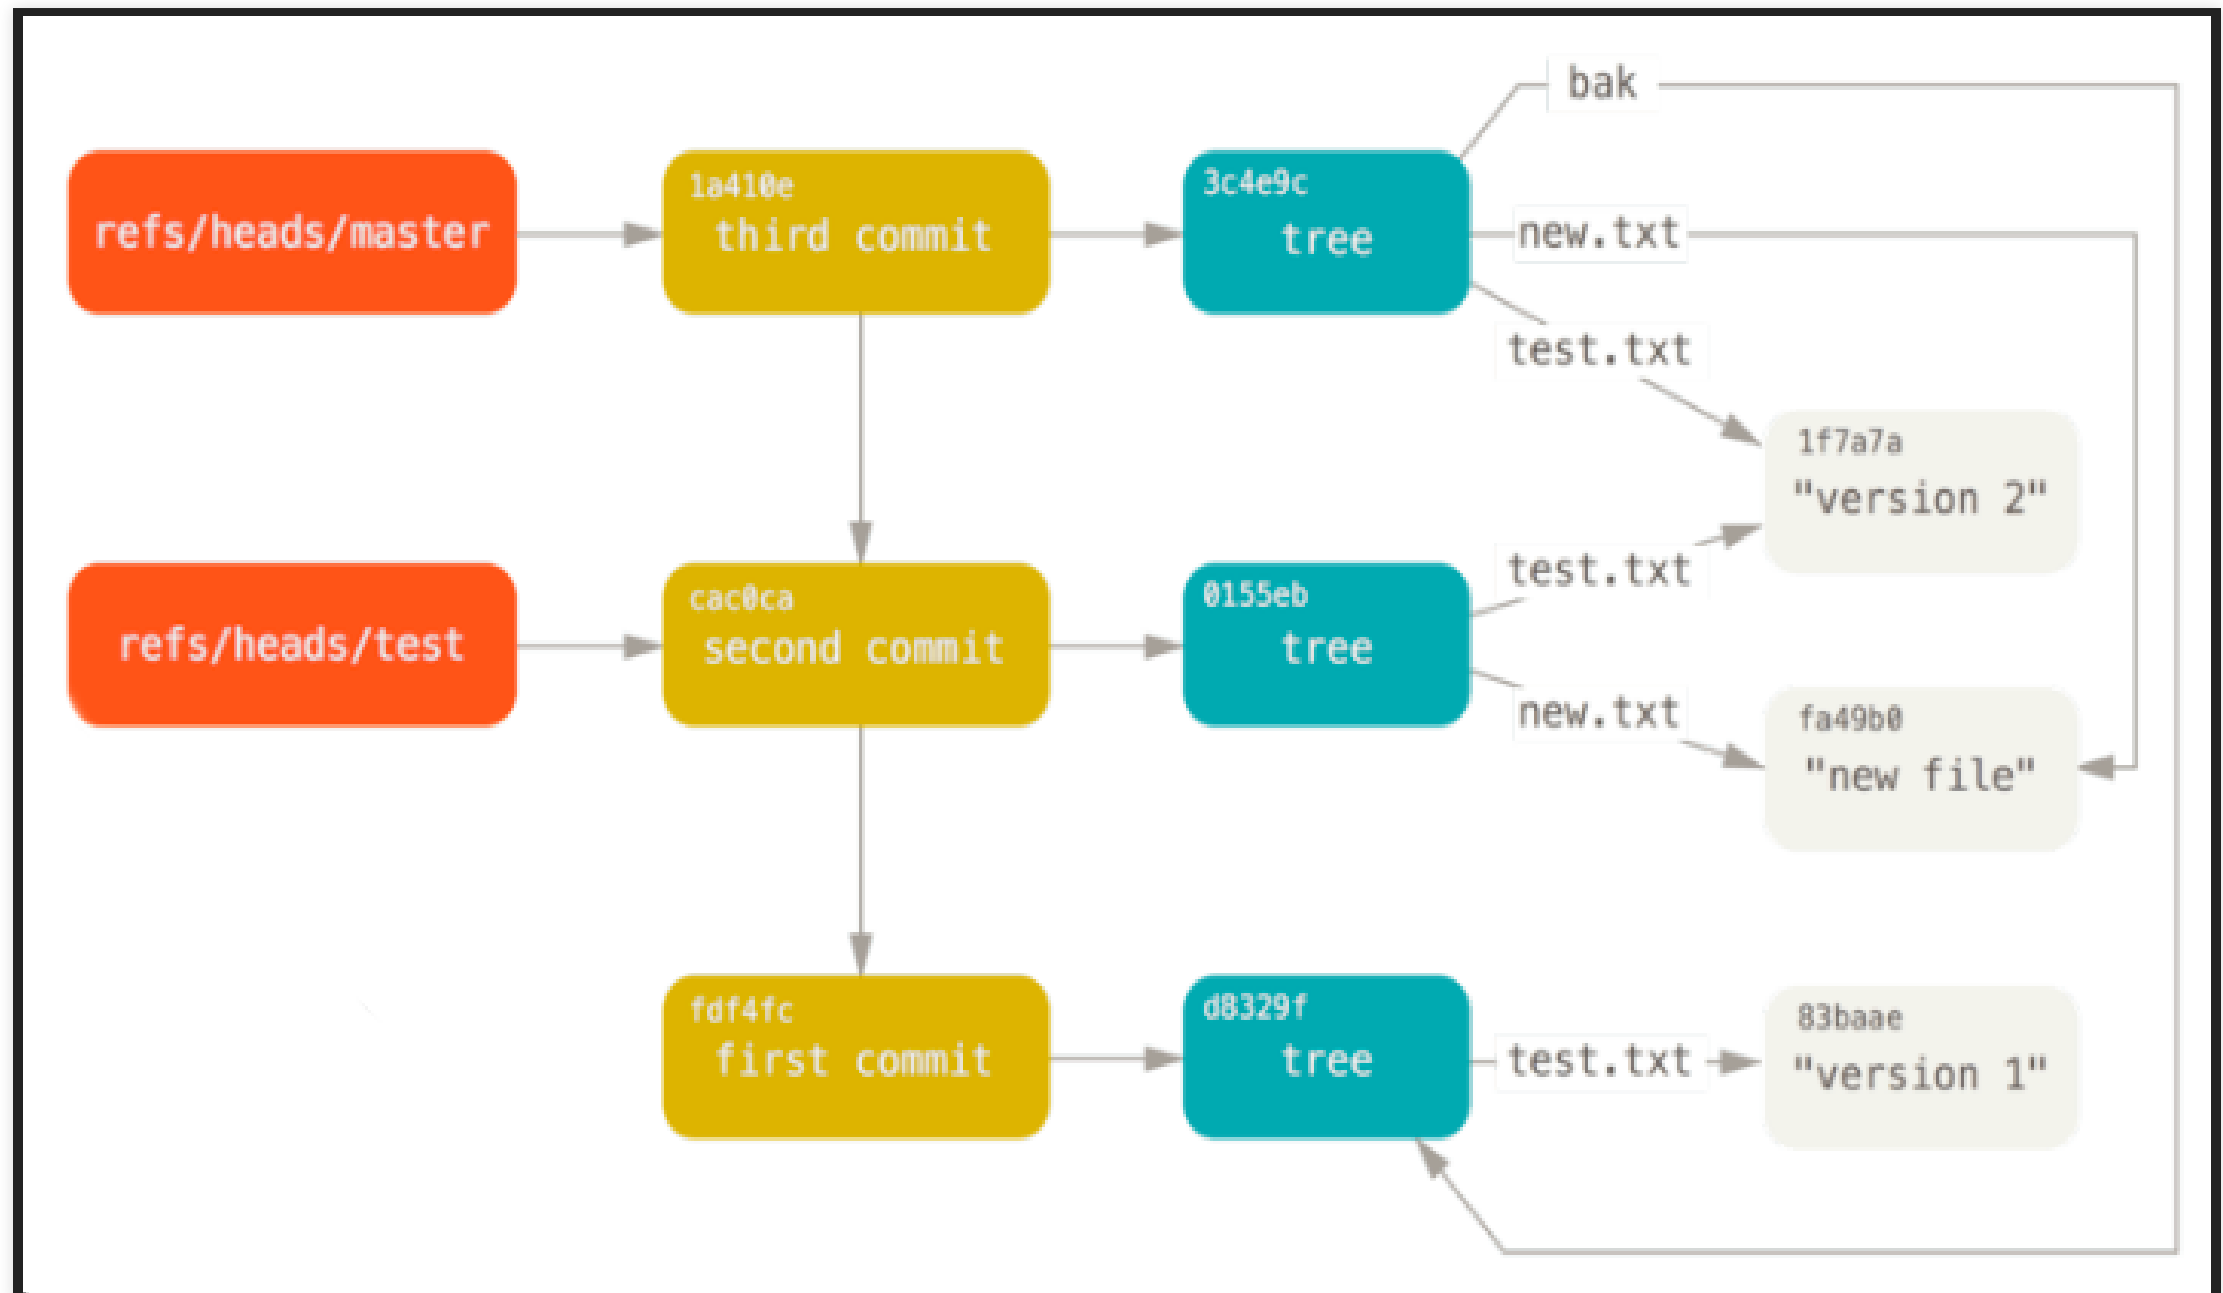 bak
refs/heads/master
1a410e
third commit
3c4e9c
tree
new.txt
test.txt
1f7a7a
"version 2"
refs/heads/test
cac0ca
second commit
0155eb
tree
test.txt
new.txt
fa49b0
"new file"
fdf4fc
first commit
d8329f
tree
test.txt
83baae
"version 1"